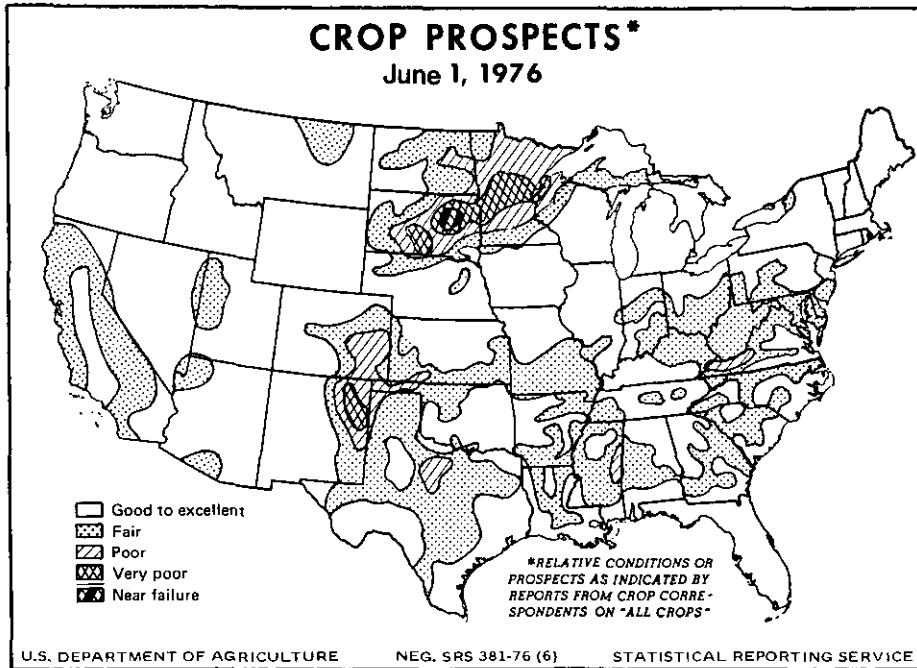 CROP PROSPECTS*
June 1, 1976
Good to excellent
Fair
Poor
Very poor
Near failure
*RELATIVE CONDITIONS OR
PROSPECTS AS INDICATED BY
REPORTS FROM CROP CORRE-
SPONDENTS ON "ALL CROPS"
U.S. DEPARTMENT OF AGRICULTURE NEG. SRS 381-76 (6) STATISTICAL REPORTING SERVICE